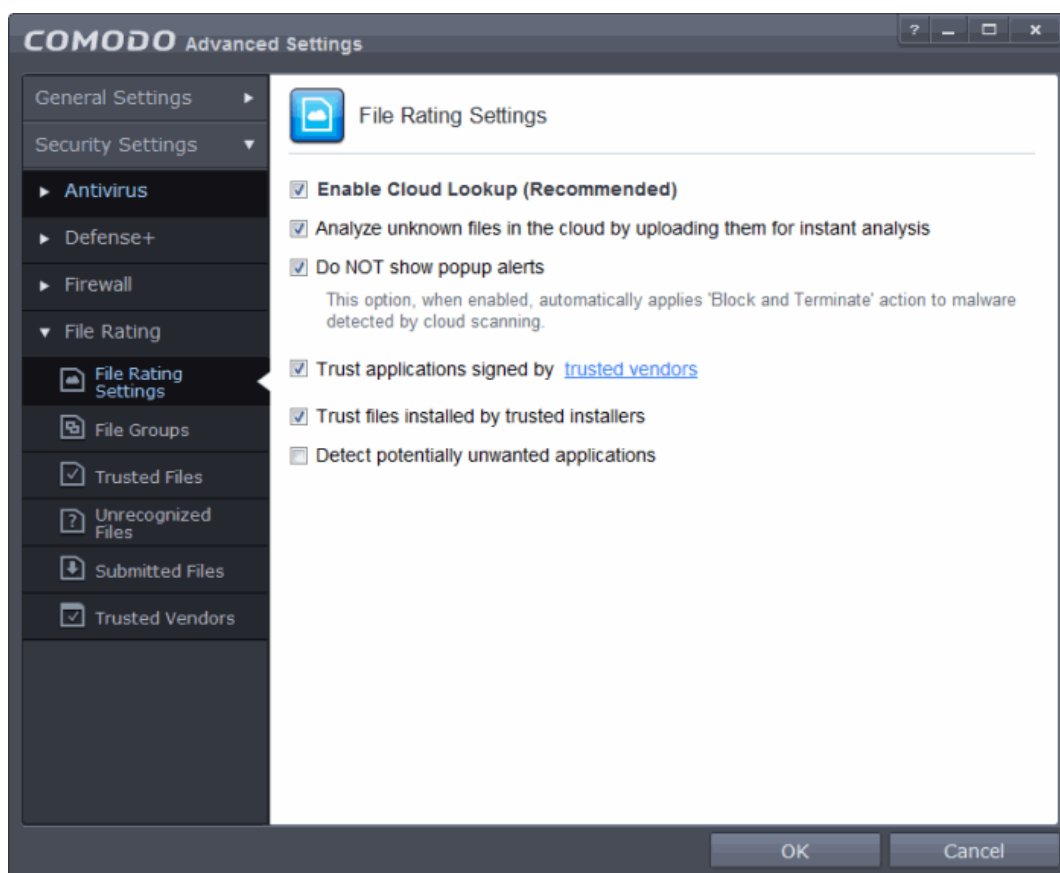 COMODO Advanced Settings
?
General Settings
Security Settings
Antivirus
Defense+
Firewall
File Rating
File Rating
Settings
File Groups
Trusted Files
Unrecognized
Files
Submitted Files
Trusted Vendors
File Rating Settings
Enable Cloud Lookup (Recommended)
Analyze unknown files in the cloud by uploading them for instant analysis
Do NOT show popup alerts
This option, when enabled, automatically applies 'Block and Terminate' action to malware
detected by cloud scanning.
Trust applications signed by trusted vendors
Trust files installed by trusted installers
Detect potentially unwanted applications
OK
Cancel